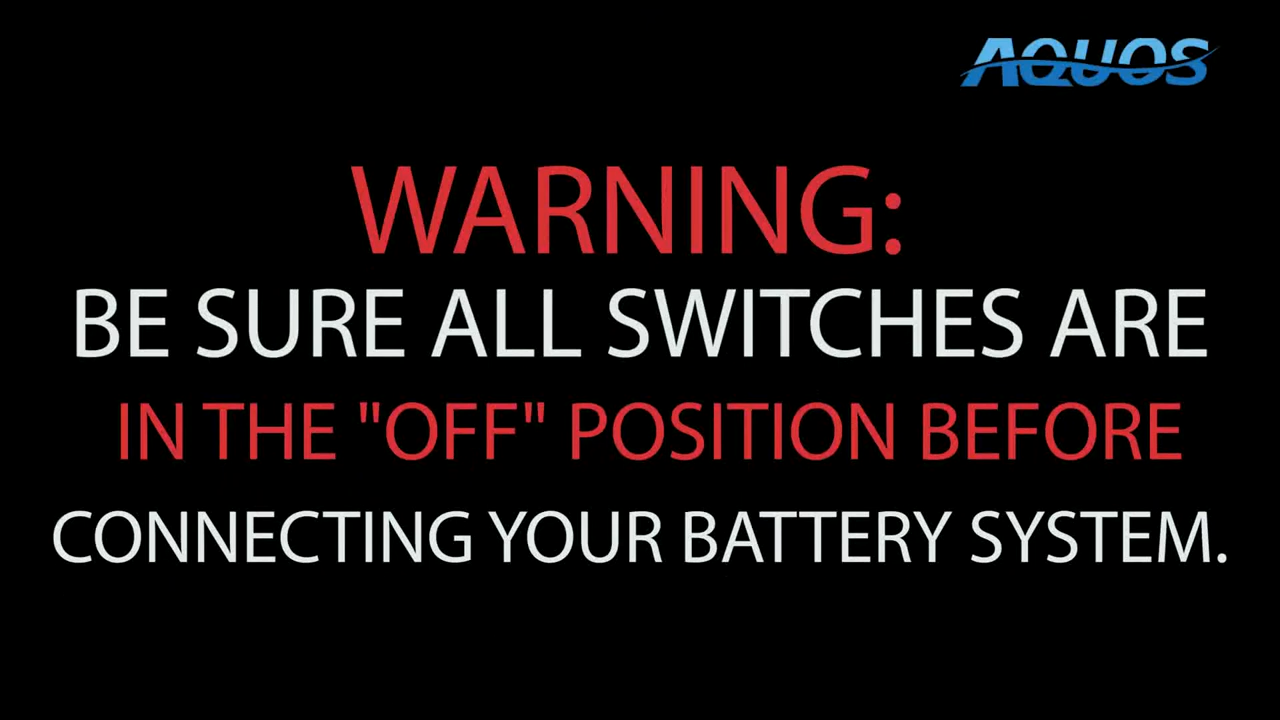 AQUOS
WARNING:
BE SURE ALL SWITCHES ARE
IN THE "OFF" POSITION BEFORE
CONNECTING YOUR BATTERY SYSTEM.